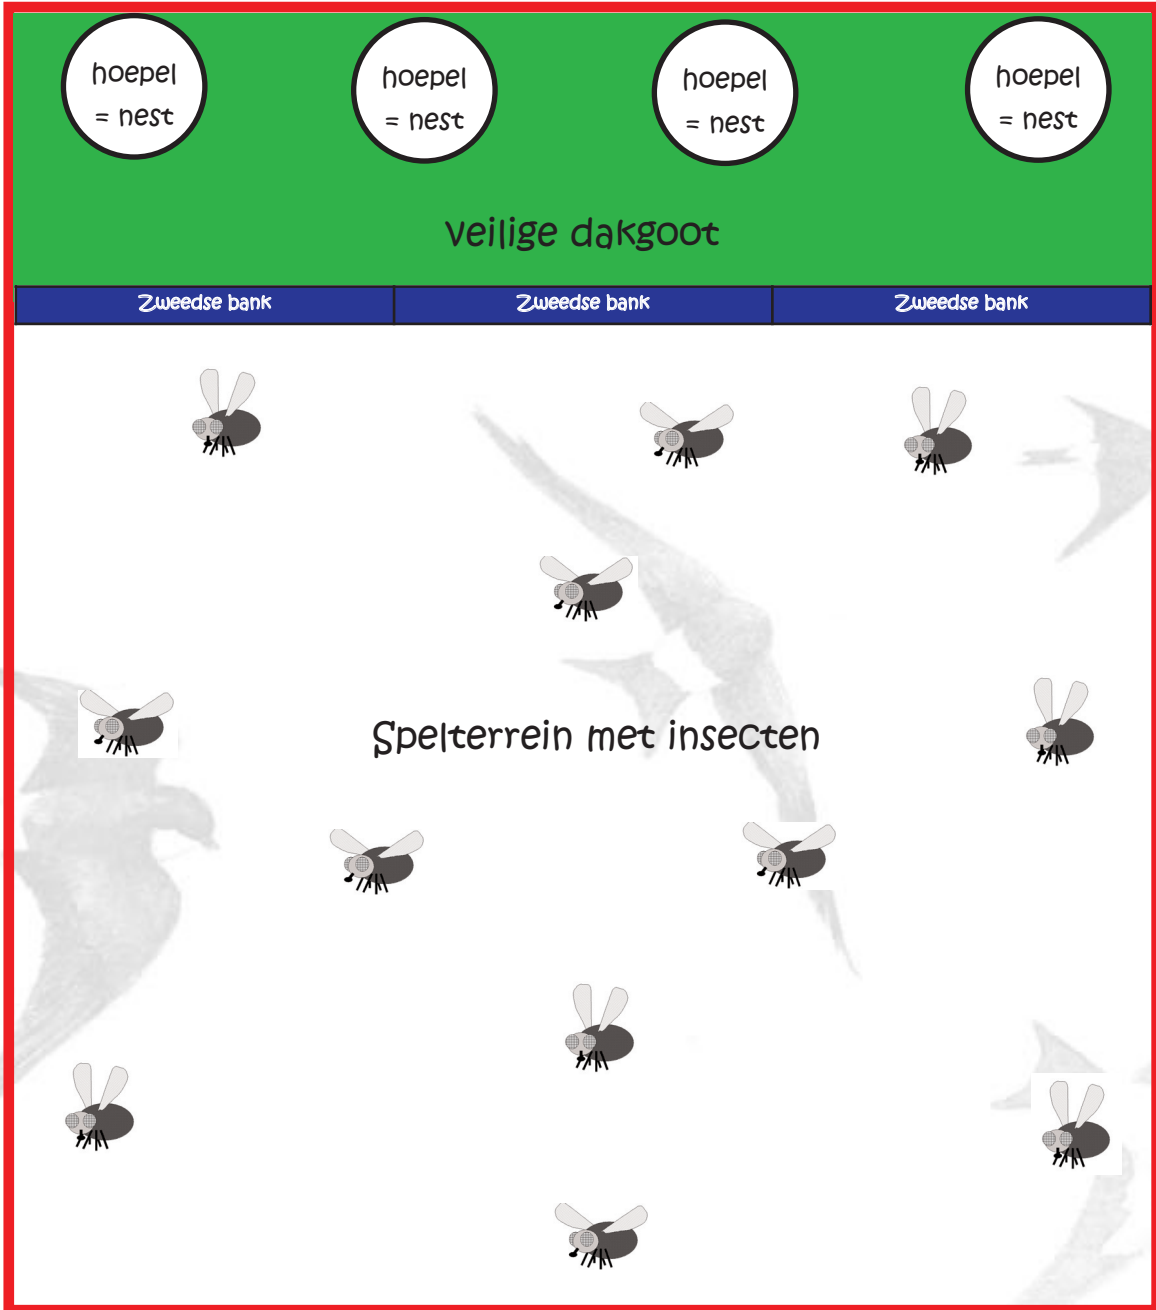 hoepel
= nest
hoepel
= nest
hoepel
= nest
hoepel
= nest
veilige dakgoot
Zweedse bank
Zweedse bank
Zweedse bank
Spelterrein met insecten